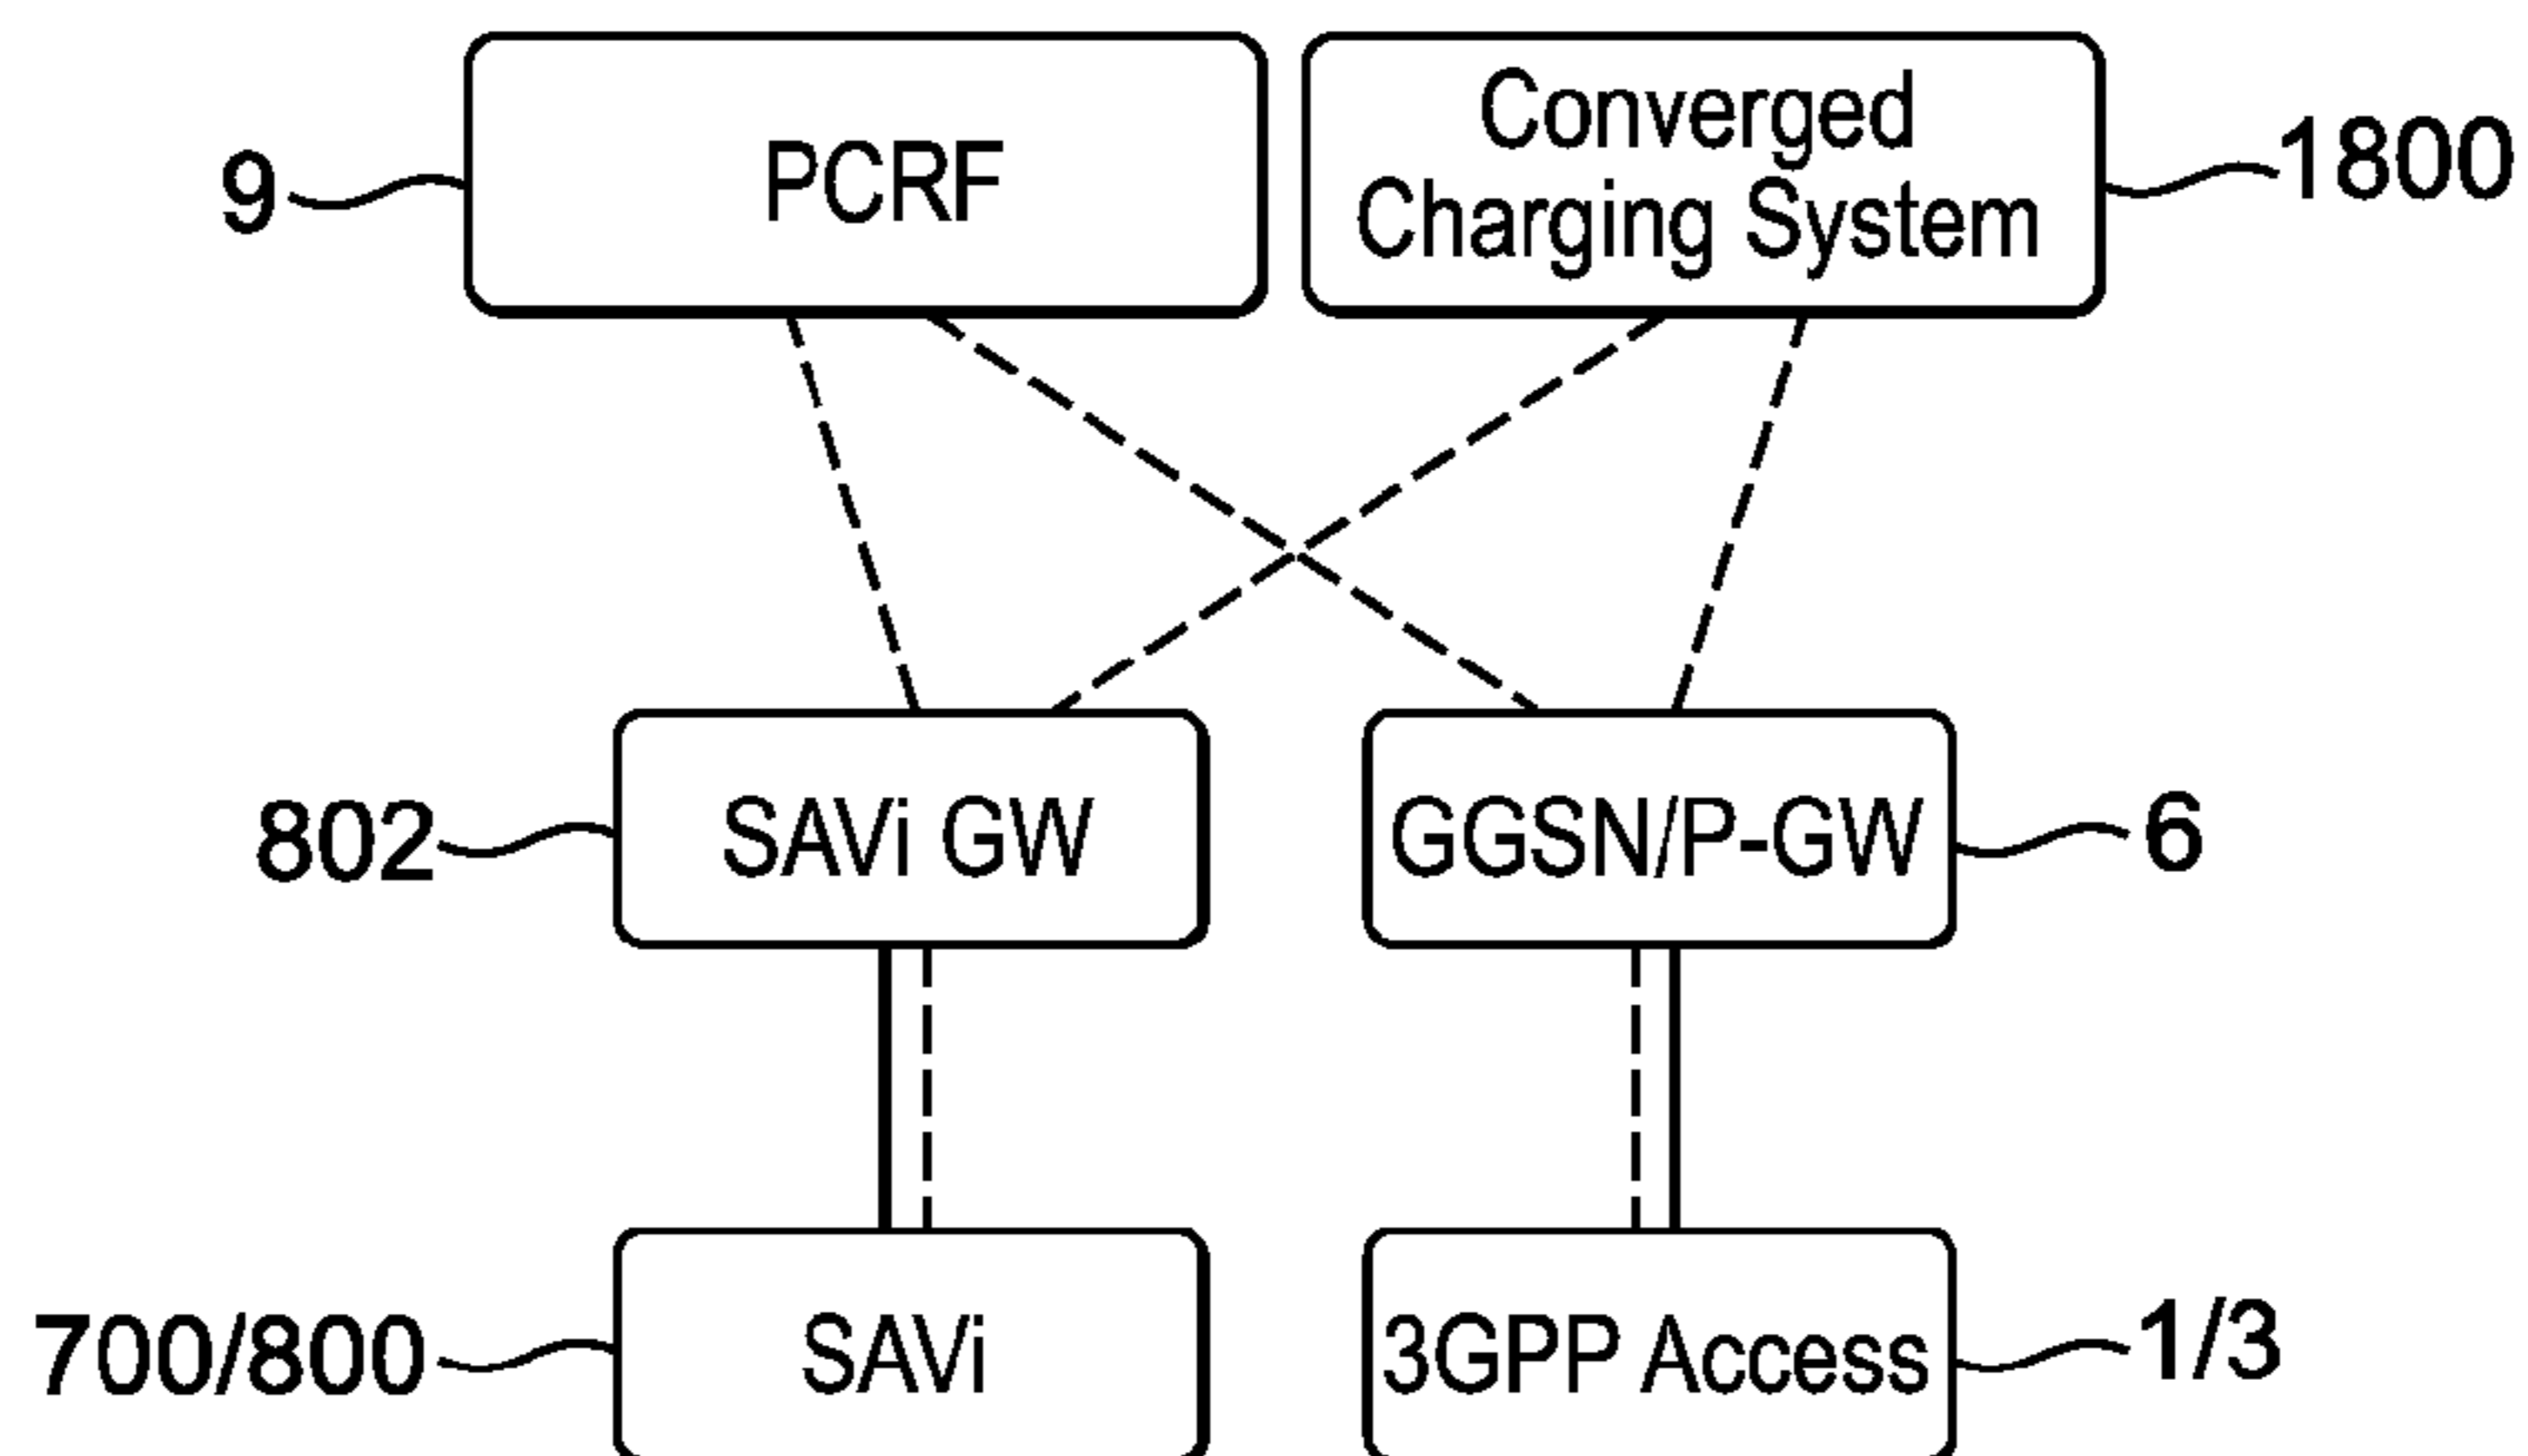 9
PCRF
Converged
Charging System
1800
802
SAVi GW
GGSN/P-GW
6
700/800
SAVi
3GPP Access
1/3